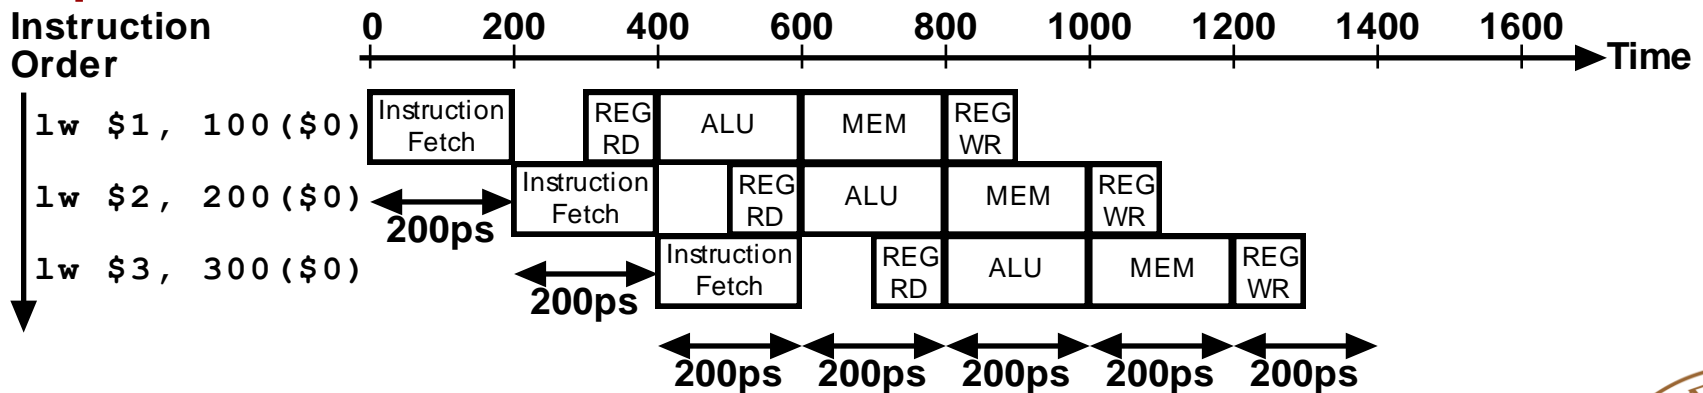 Instruction Order
0 200 400 600 800 1000 1200 1400 1600
Time
lw $1, 100($0)
Instruction Fetch
REG RD
ALU
MEM
REG WR
lw $2, 200($0)
200ps
Instruction Fetch
REG RD
ALU
MEM
REG WR
lw $3, 300($0)
200ps
Instruction Fetch
REG RD
ALU
MEM
REG WR
200ps 200ps 200ps 200ps 200ps